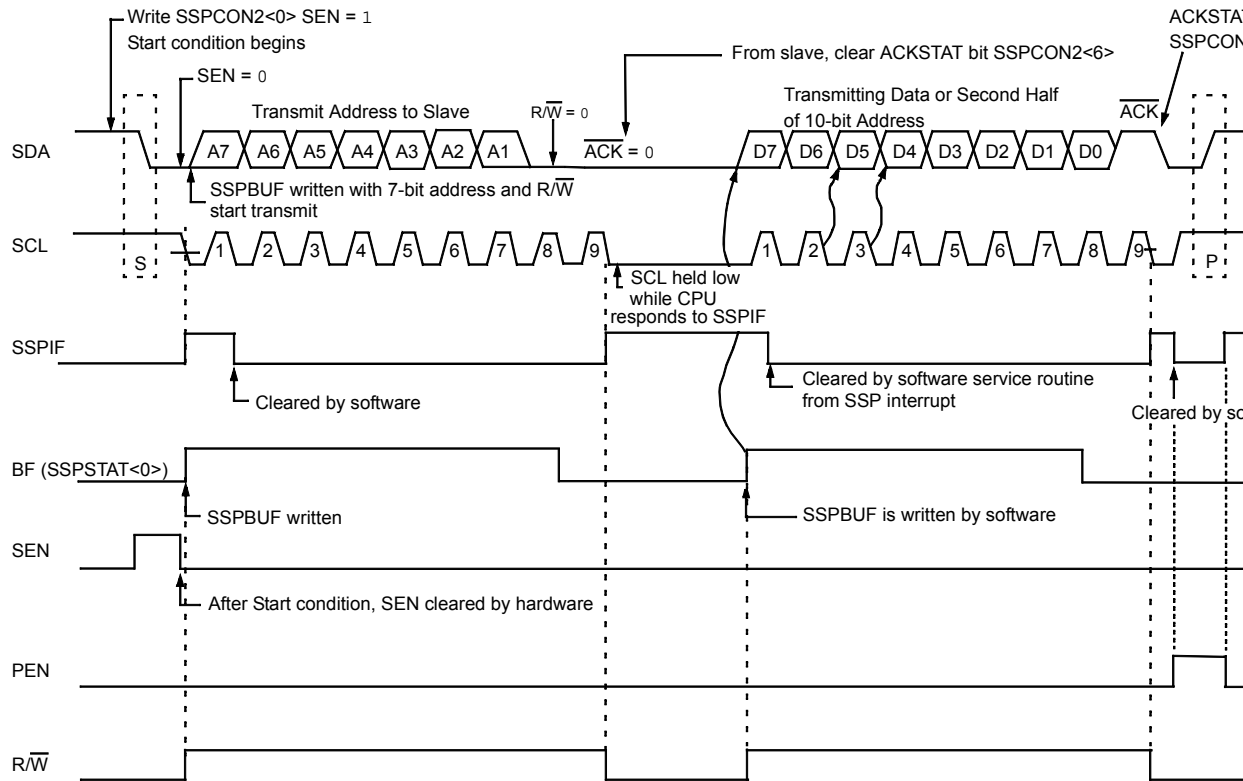 Write SSPCON2<0> SEN = 1
Start condition begins
ACKSTAT
SSPCON
From slave, clear ACKSTAT bit SSPCON2<6>
SEN = 0
Transmit Address to Slave
R/W̅ = 0
Transmitting Data or Second Half
of 10-bit Address
A̅C̅K̅
SDA
A7 A6 A5 A4 A3 A2 A1
A̅C̅K̅ = 0
D7 D6 D5 D4 D3 D2 D1 D0
SSPBUF written with 7-bit address and R/W̅
start transmit
SCL
S
1 2 3 4 5 6 7 8 9
1 2 3 4 5 6 7 8 9
P
SCL held low
while CPU
responds to SSPIF
SSPIF
Cleared by software
Cleared by software service routine
from SSP interrupt
Cleared by so
BF (SSPSTAT<0>)
SSPBUF written
SSPBUF is written by software
SEN
After Start condition, SEN cleared by hardware
PEN
R/W̅